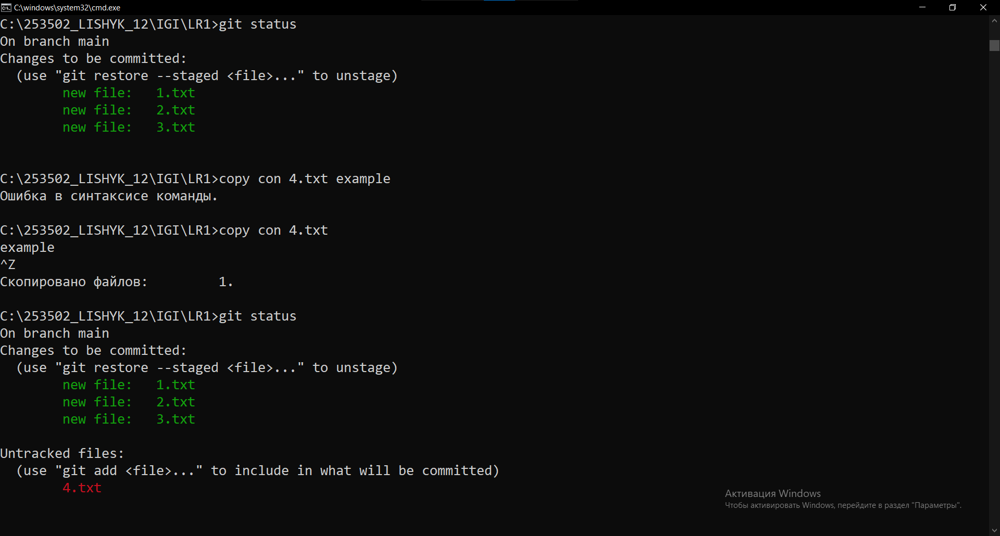 C:\windows\system32\cmd.exe
C:\253502_LISHYK_12\IGI\LR1>git status
On branch main
Changes to be committed:
  (use "git restore --staged <file>..." to unstage)
        new file:   1.txt
        new file:   2.txt
        new file:   3.txt
C:\253502_LISHYK_12\IGI\LR1>copy con 4.txt example
Ошибка в синтаксисе команды.
C:\253502_LISHYK_12\IGI\LR1>copy con 4.txt
example
^Z
Скопировано файлов:         1.
C:\253502_LISHYK_12\IGI\LR1>git status
On branch main
Changes to be committed:
  (use "git restore --staged <file>..." to unstage)
        new file:   1.txt
        new file:   2.txt
        new file:   3.txt
Untracked files:
  (use "git add <file>..." to include in what will be committed)
        4.txt
Активация Windows
Чтобы активировать Windows, перейдите в раздел "Параметры".